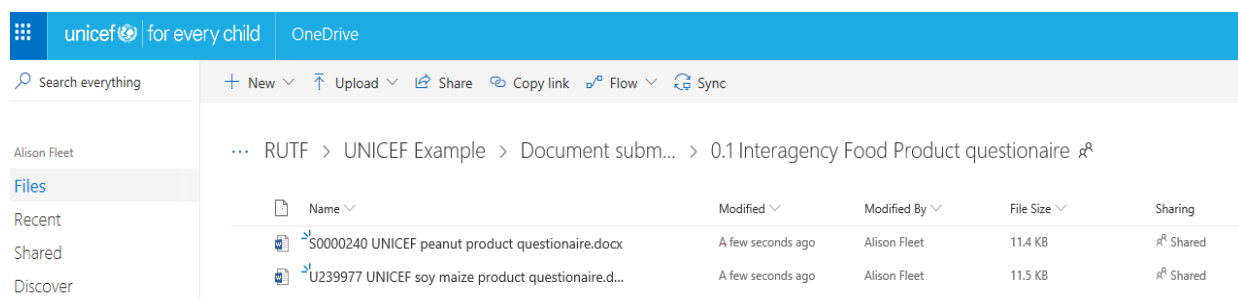 unicef for every child OneDrive
Search everything
New Upload Share Copy link Flow Sync
Alison Fleet
... RUTF > UNICEF Example > Document subm... > 0.1 Interagency Food Product questionaire
Files
Name Modified Modified By File Size Sharing
Recent
S0000240 UNICEF peanut product questionaire.docx A few seconds ago Alison Fleet 11.4 KB Shared
Shared
U239977 UNICEF soy maize product questionaire.d... A few seconds ago Alison Fleet 11.5 KB Shared
Discover